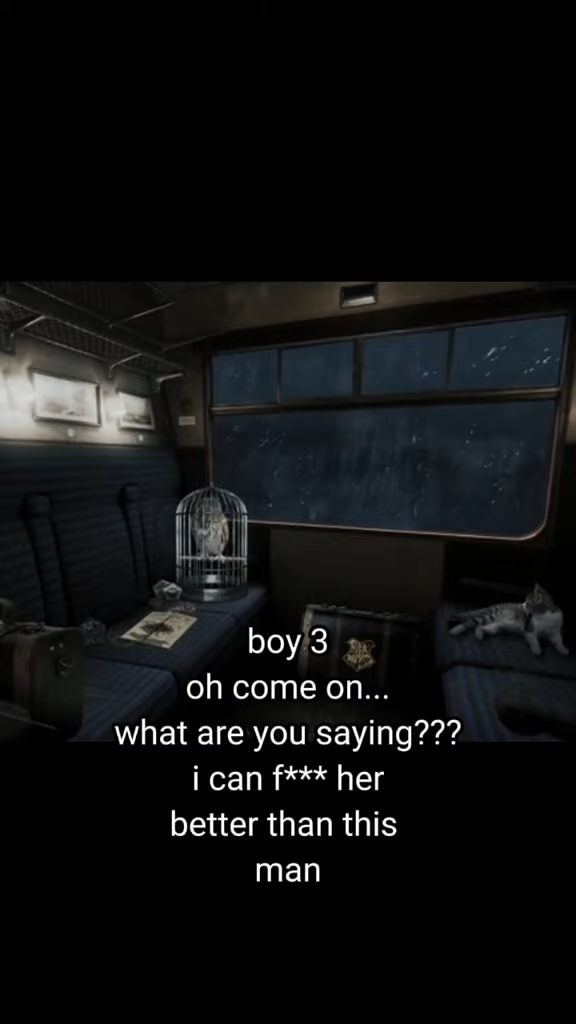 boy 3
oh come on...
what are you saying???
i can f*** her
better than this
man